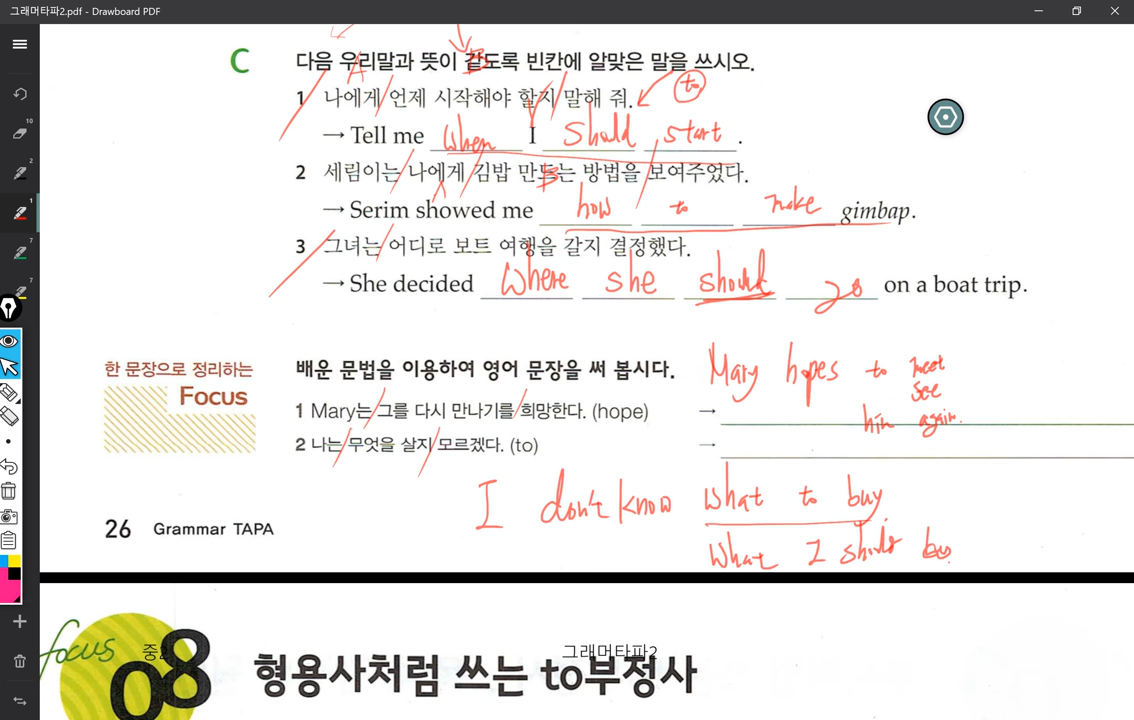 그래머타파2.pdf - Drawboard PDF
C 다음 우리말과 뜻이 같도록 빈칸에 알맞은 말을 쓰시오.
A B
1 나에게 언제 시작해야 할지 말해 줘. to
→ Tell me when I should start.
2 세림이는 나에게 김밥 만드는 방법을 보여주었다.
→ Serim showed me how to make gimbap.
3 그녀는 어디로 보트 여행을 갈지 결정했다.
→ She decided where she should go on a boat trip.
한 문장으로 정리하는
Focus
배운 문법을 이용하여 영어 문장을 써 봅시다.
1 Mary는 그를 다시 만나기를 희망한다. (hope) →
Mary hopes to meet
see
him again.
2 나는 무엇을 살지 모르겠다. (to) →
I don't know what to buy.
what I should buy.
26 Grammar TAPA
focus
08
중2
그래머타파2
형용사처럼 쓰는 to부정사
10
2
1
7
7